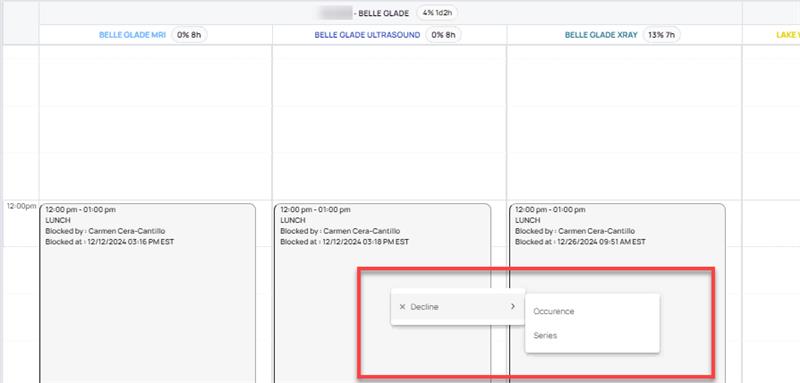 - BELLE GLADE 4% 1d2h
BELLE GLADE MRI 0% 8h
BELLE GLADE ULTRASOUND 0% 8h
BELLE GLADE XRAY 13% 7h
LAKE
12:00pm
12:00 pm - 01:00 pm
LUNCH
Blocked by : Carmen Cera-Cantillo
Blocked at : 12/12/2024 03:16 PM EST
12:00 pm - 01:00 pm
LUNCH
Blocked by : Carmen Cera-Cantillo
Blocked at : 12/12/2024 03:18 PM EST
12:00 pm - 01:00 pm
LUNCH
Blocked by : Carmen Cera-Cantillo
Blocked at : 12/26/2024 09:51 AM EST
× Decline >
Occurence
Series